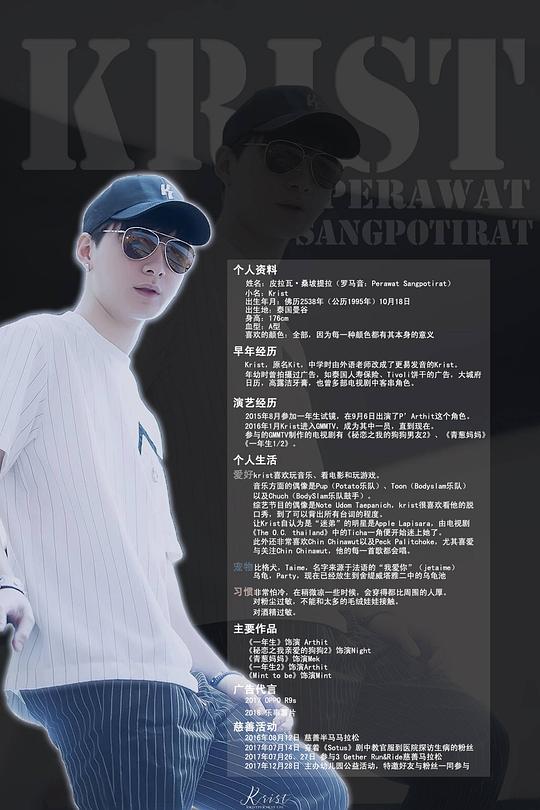 KRIST
PERAWAT
SANGPOTIRAT
个人资料
姓名：皮拉瓦·桑坡提拉（罗马音：Perawat Sangpotirat）
小名：Krist
出生年月：佛历2538年（公历1995年）10月18日
出生地：泰国曼谷
身高：176cm
血型：A型
喜欢的颜色：全部，因为每一种颜色都有其本身的意义
早年经历
Krist，原名Kit，中学时由外语老师改成了更易发音的Krist。
年幼时曾拍摄过广告，如泰国人寿保险、Tivoli饼干的广告，大城府
日历，高露洁牙膏，也曾多部电视剧中客串角色。
演艺经历
2015年8月参加一年生试镜，在9月6日出演了P’Arthit这个角色。
2016年1月Krist进入GMMTV，成为其中一员，直到现在。
参与的GMMTV制作的电视剧有《秘恋之我的狗狗男友2》、《青葱妈妈》
《一年生1/2》。
个人生活
爱好krist喜欢玩音乐、看电影和玩游戏。
音乐方面的偶像是Pup（Potato乐队）、Toon（Bodyslam乐队）
以及Chuch（BodySlam乐队鼓手）。
综艺节目的偶像是Note Udom Taepanich, krist很喜欢看他的脱
口秀，到了可以背出所有台词的程度。
让Krist自认为是“迷弟”的明星是Apple Lapisara，由电视剧
《The O.C. thailand》中的Ticha一角便开始迷上她了。
此外还非常喜欢Chin Chinawut以及Peck Palitchoke，尤其喜爱
与关注Chin Chinawut，他的每一首歌都会唱。
宠物比格犬，Taime，名字来源于法语的“我爱你”（jetaime）
乌龟，Party，现在已经放生到舍缇威塔雅二中的乌龟池
习惯非常怕冷，在稍微凉一些时候，会穿得都比周围的人厚。
对粉尘过敏，不能和太多的毛绒娃娃接触。
对酒精过敏。
主要作品
《一年生》饰演 Arthit
《秘恋之我亲爱的狗狗2》饰演Night
《青葱妈妈》饰演Mek
《一年生2》饰演Arthit
《Mint to be》饰演Mint
广告代言
2017 OPPO R9s
2018 乐事薯片
慈善活动
2016年08月12日 慈善半马马拉松
2017年07月14日 穿着《Sotus》剧中教官服到医院探访生病的粉丝
2017年07月26、27日 参与3 Gether Run&Ride慈善马拉松
2017年12月28日 主办幼儿园公益活动，特邀好友与粉丝一同参与
Krist